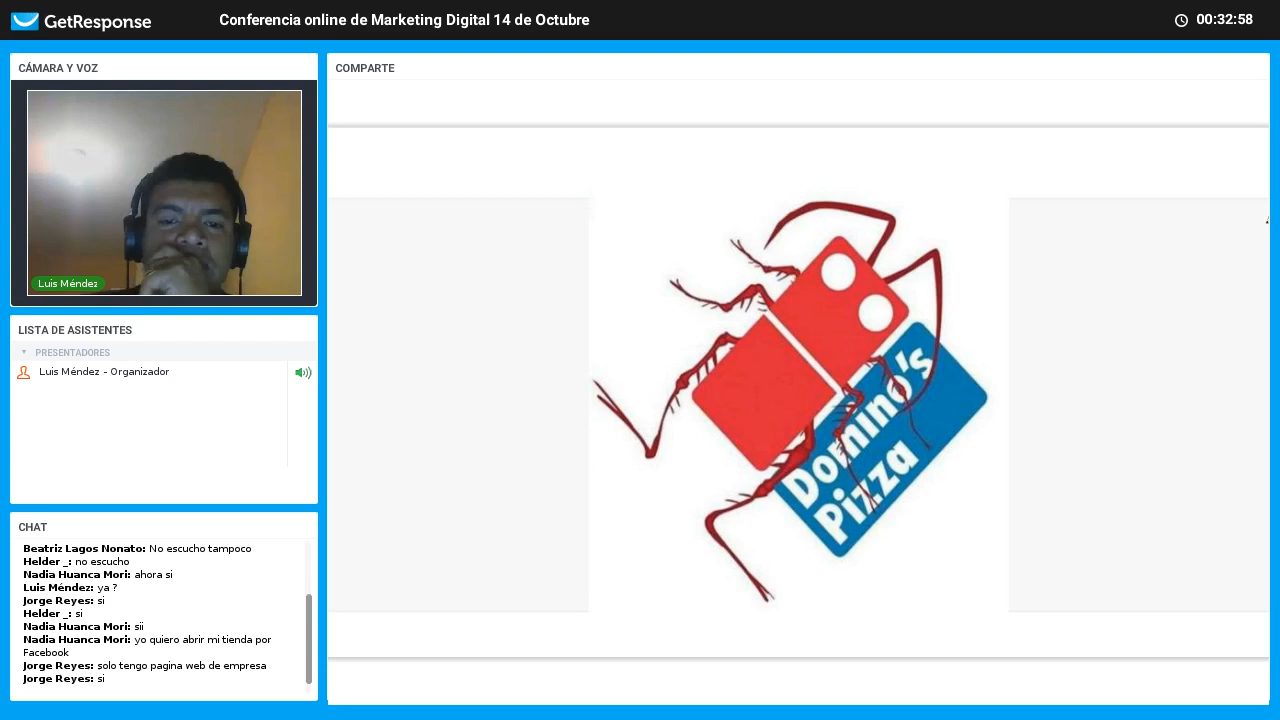 GetResponse
Conferencia online de Marketing Digital 14 de Octubre
00:32:58
CÁMARA Y VOZ
Luis Méndez
LISTA DE ASISTENTES
PRESENTADORES
Luis Méndez - Organizador
CHAT
Beatriz Lagos Nonato: No escucho tampoco
Helder _: no escucho
Nadia Huanca Mori: ahora si
Luis Méndez: ya ?
Jorge Reyes: si
Helder _: si
Nadia Huanca Mori: sii
Nadia Huanca Mori: yo quiero abrir mi tienda por
Facebook
Jorge Reyes: solo tengo pagina web de empresa
Jorge Reyes: si
COMPARTE
Domino's
Pizza